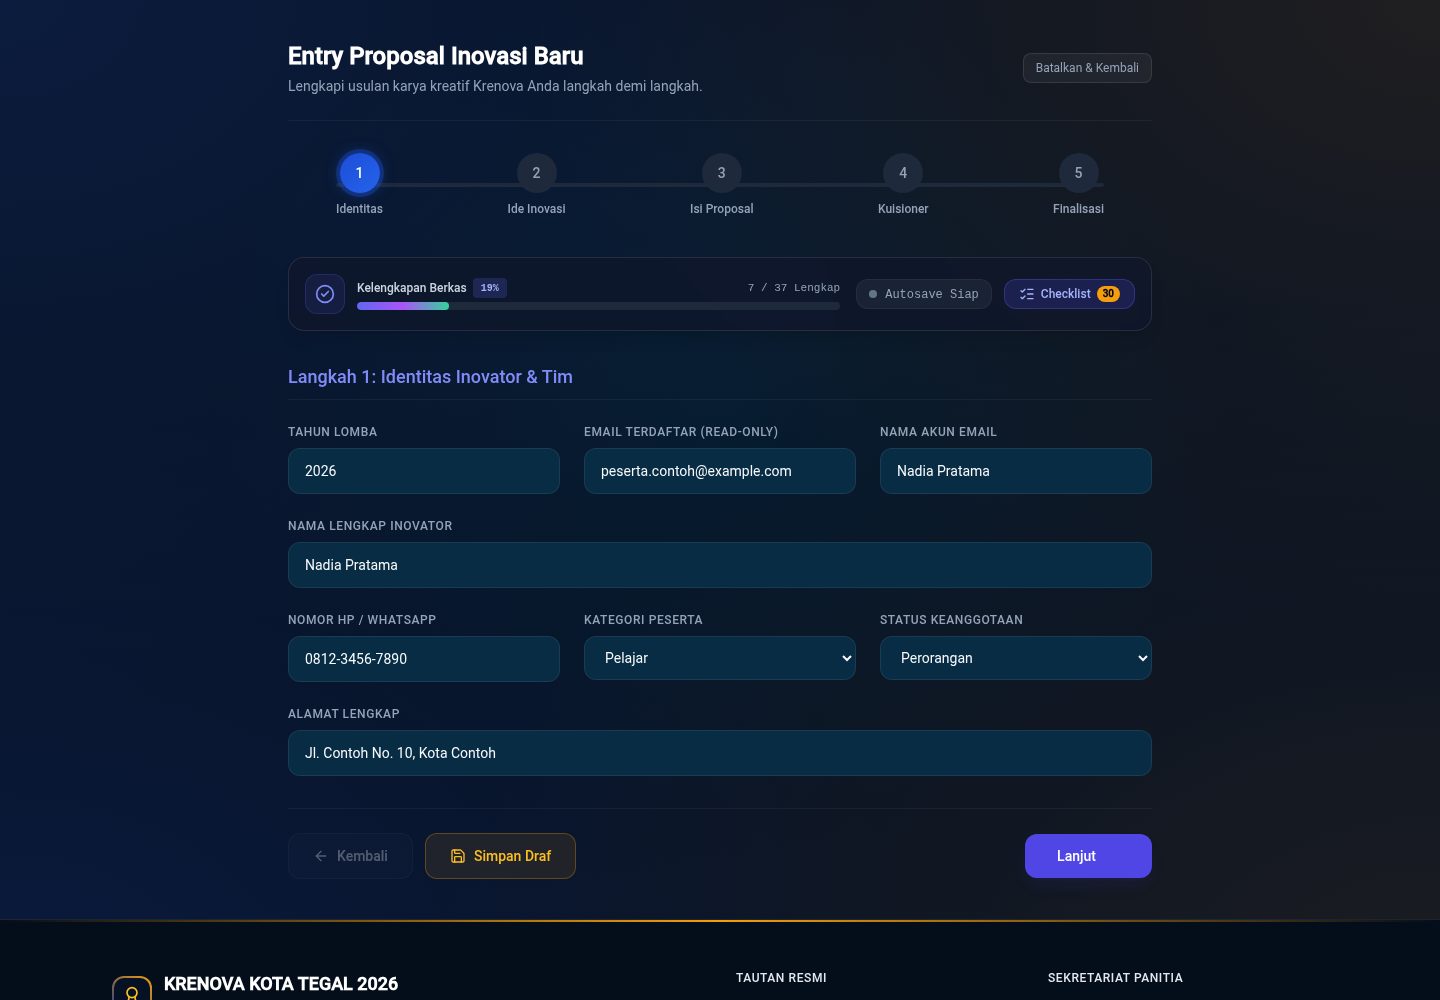 Entry Proposal Inovasi Baru
Lengkapi usulan karya kreatif Krenova Anda langkah demi langkah.
Batalkan & Kembali
1 2 3 4 5
Identitas Ide Inovasi Isi Proposal Kuisioner Finalisasi
Kelengkapan Berkas 19% 7 / 37 Lengkap
Autosave Siap
Checklist 30
Langkah 1: Identitas Inovator & Tim
TAHUN LOMBA EMAIL TERDAFTAR (READ-ONLY) NAMA AKUN EMAIL
2026 peserta.contoh@example.com Nadia Pratama
NAMA LENGKAP INOVATOR
Nadia Pratama
NOMOR HP / WHATSAPP KATEGORI PESERTA STATUS KEANGGOTAAN
0812-3456-7890 Pelajar Perorangan
ALAMAT LENGKAP
Jl. Contoh No. 10, Kota Contoh
Kembali Simpan Draf Lanjut
KRENOVA KOTA TEGAL 2026 TAUTAN RESMI SEKRETARIAT PANITIA